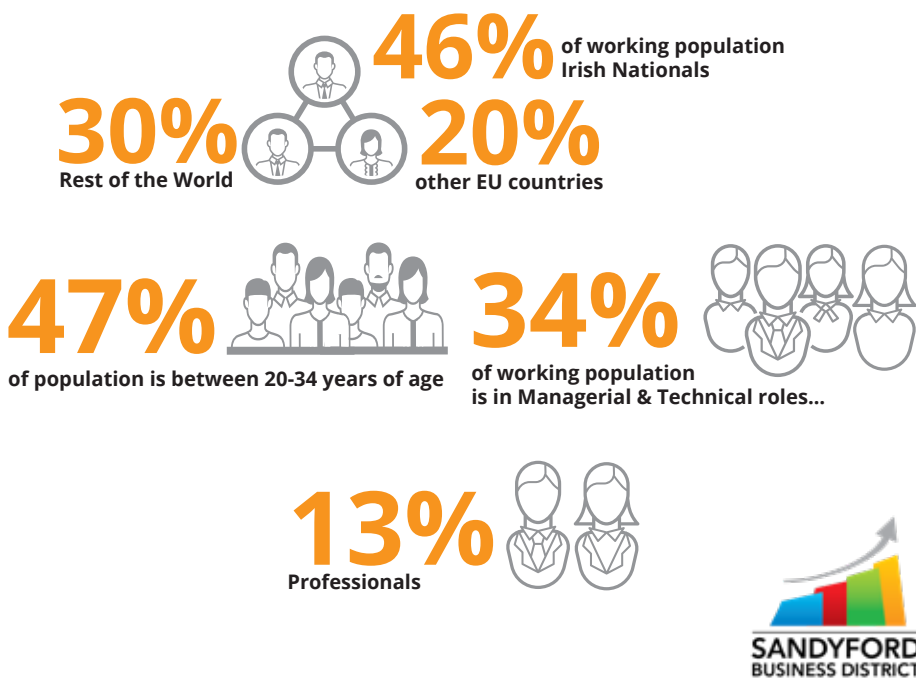 46%
of working population
Irish Nationals
30%
Rest of the World
20%
other EU countries
47%
of population is between 20-34 years of age
34%
of working population
is in Managerial & Technical roles...
13%
Professionals
SANDYFORD
BUSINESS DISTRICT